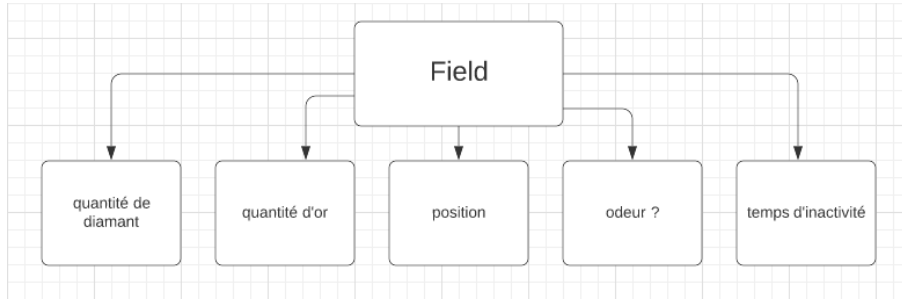 Field
quantité de
diamant
quantité d'or
position
odeur ?
temps d'inactivité